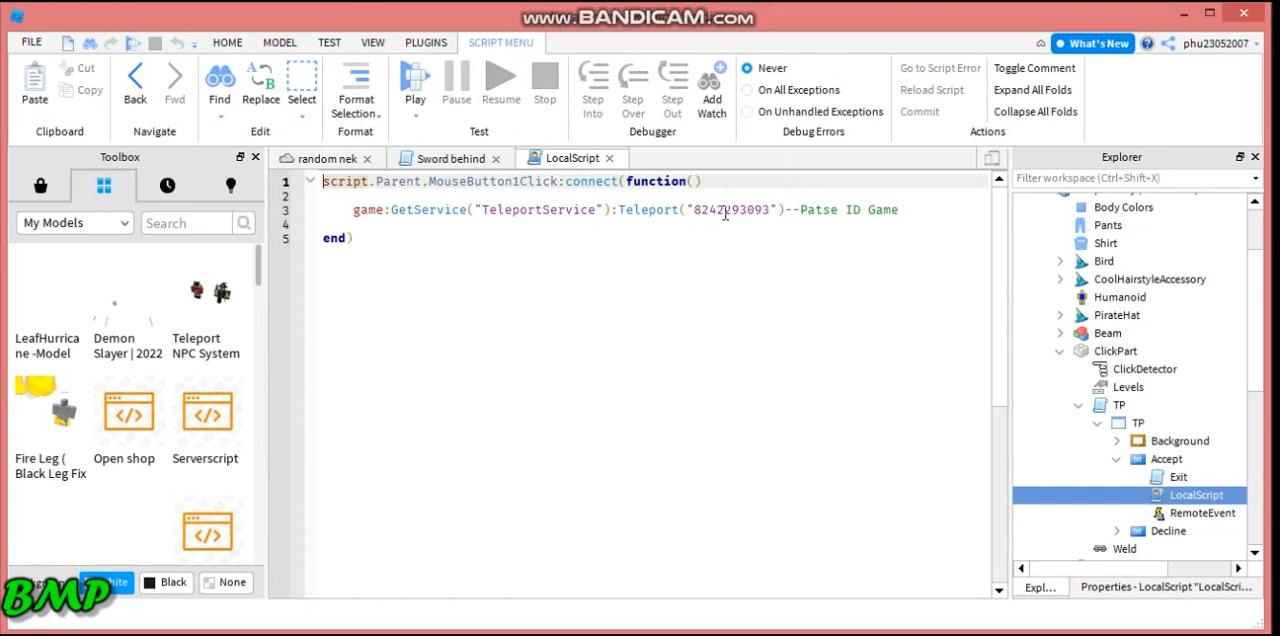 www.BANDICAM.com
FILE
HOME
MODEL
TEST
VIEW
PLUGINS
SCRIPT MENU
What's New
phu23052007
Paste
Cut
Copy
Clipboard
Back
Fwd
Navigate
Find
Replace
Select
Edit
Format
Selection
Format
Play
Pause
Resume
Stop
Test
Step
Into
Step
Over
Step
Out
Add
Watch
Debugger
Never
On All Exceptions
On Unhandled Exceptions
Debug Errors
Go to Script Error
Reload Script
Commit
Toggle Comment
Expand All Folds
Collapse All Folds
Actions
Toolbox
My Models
Search
LeafHurrica
ne -Model
Demon
Slayer | 2022
Teleport
NPC System
Fire Leg (
Black Leg Fix
Open shop
Serverscript
White
Black
None
BMP
random nek
Sword behind
LocalScript
1 script.Parent.MouseButton1Click:connect(function()
2
3 game:GetService("TeleportService"):Teleport("8242293093")--Patse ID Game
4
5 end)
Explorer
Filter workspace (Ctrl+Shift+X)
Body Colors
Pants
Shirt
Bird
CoolHairstyleAccessory
Humanoid
PirateHat
Beam
ClickPart
ClickDetector
Levels
TP
TP
Background
Accept
Exit
LocalScript
RemoteEvent
Decline
Weld
Expl...
Properties - LocalScript "LocalScri...